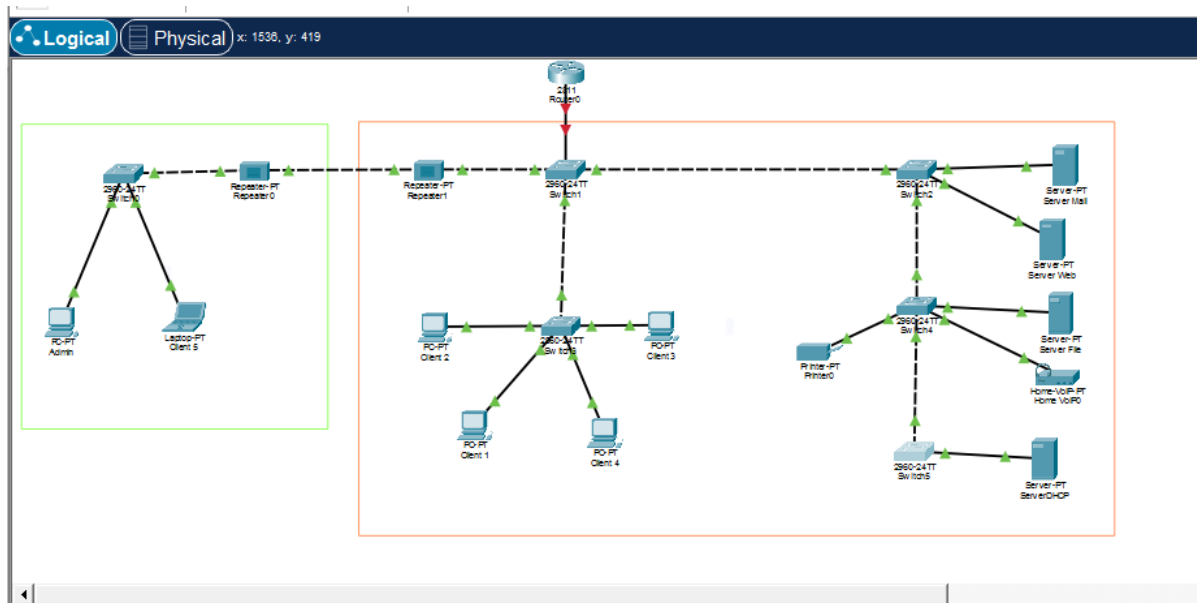 Logical
Physical
x: 1536, y: 419
2811
Router0
2960-24TT
Switch0
Repeater-PT
Repeater0
Repeater-PT
Repeater1
2960-24TT
Switch1
2960-24TT
Switch2
Server-PT
Server Mail
Server-PT
Server Web
PC-PT
Admin
Laptop-PT
Client 5
PC-PT
Client 2
2960-24TT
Switch3
PC-PT
Client 3
PC-PT
Client 1
PC-PT
Client 4
2960-24TT
Switch4
Printer-PT
Printer0
Server-PT
Server File
Home-VoIP-PT
Home VoIP0
2960-24TT
Switch5
Server-PT
ServerDHCP